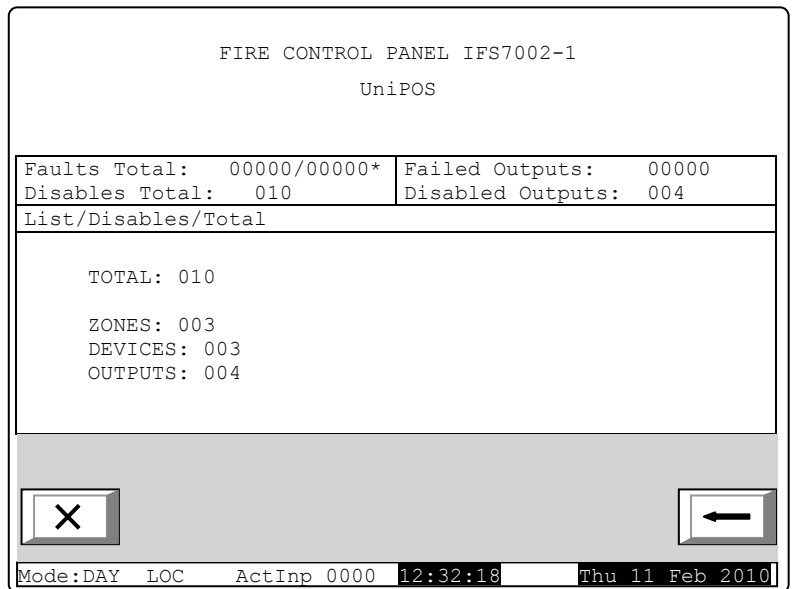 FIRE CONTROL PANEL IFS7002-1
UniPOS
Faults Total: 00000/00000* Failed Outputs: 00000
Disables Total: 010 Disabled Outputs: 004
List/Disables/Total
TOTAL: 010
ZONES: 003
DEVICES: 003
OUTPUTS: 004
Mode:DAY LOC ActInp 0000 12:32:18 Thu 11 Feb 2010